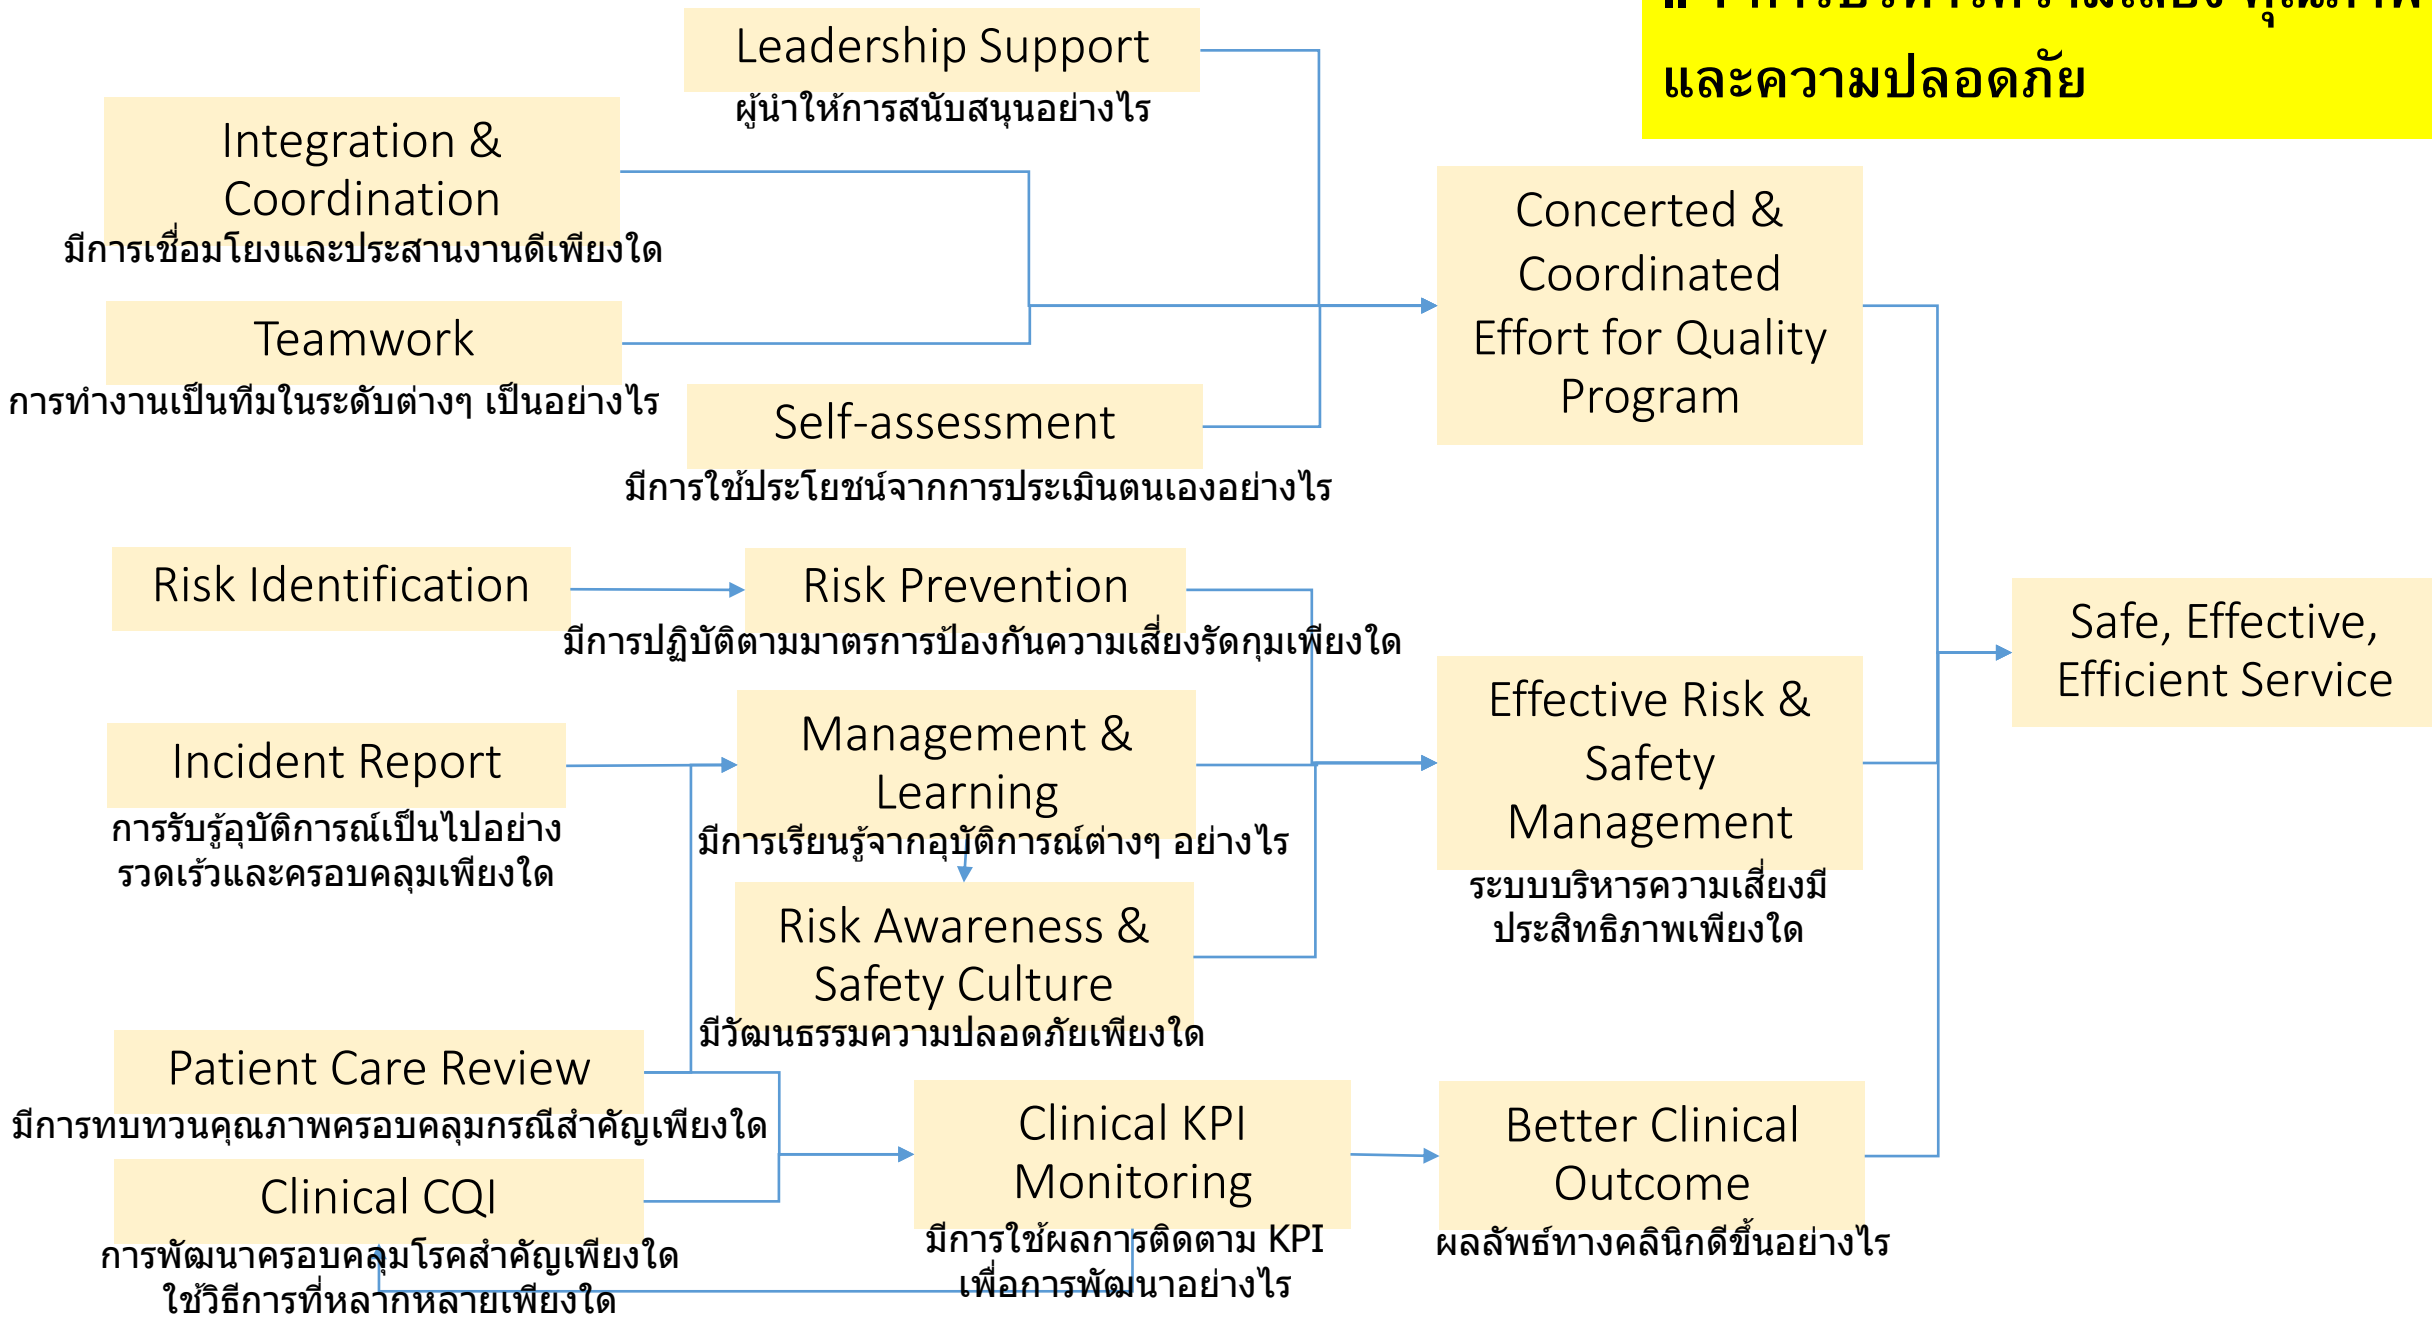 การบริหารความเสี่ยง คุณภาพ
และความปลอดภัย
Leadership Support
ผู้นำให้การสนับสนุนอย่างไร
Integration &
Coordination
มีการเชื่อมโยงและประสานงานดีเพียงใด
Teamwork
การทำงานเป็นทีมในระดับต่างๆ เป็นอย่างไร
Self-assessment
มีการใช้ประโยชน์จากการประเมินตนเองอย่างไร
Concerted &
Coordinated
Effort for Quality
Program
Risk Identification
Risk Prevention
มีการปฏิบัติตามมาตรการป้องกันความเสี่ยงรัดกุมเพียงใด
Incident Report
การรับรู้อุบัติการณ์เป็นไปอย่าง
รวดเร็วและครอบคลุมเพียงใด
Management &
Learning
มีการเรียนรู้จากอุบัติการณ์ต่างๆ อย่างไร
Risk Awareness &
Safety Culture
มีวัฒนธรรมความปลอดภัยเพียงใด
Effective Risk &
Safety
Management
ระบบบริหารความเสี่ยงมี
ประสิทธิภาพเพียงใด
Safe, Effective,
Efficient Service
Patient Care Review
มีการทบทวนคุณภาพครอบคลุมกรณีสำคัญเพียงใด
Clinical CQI
การพัฒนาครอบคลุมโรคสำคัญเพียงใด
ใช้วิธีการที่หลากหลายเพียงใด
Clinical KPI
Monitoring
มีการใช้ผลการติดตาม KPI
เพื่อการพัฒนาอย่างไร
Better Clinical
Outcome
ผลลัพธ์ทางคลินิกดีขึ้นอย่างไร